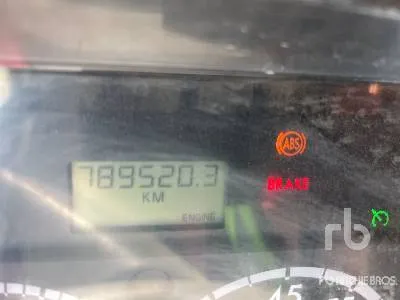 ABS
789520.3
BRAKE
KM
ENGINE
rb
RITCHIE BROS.
45